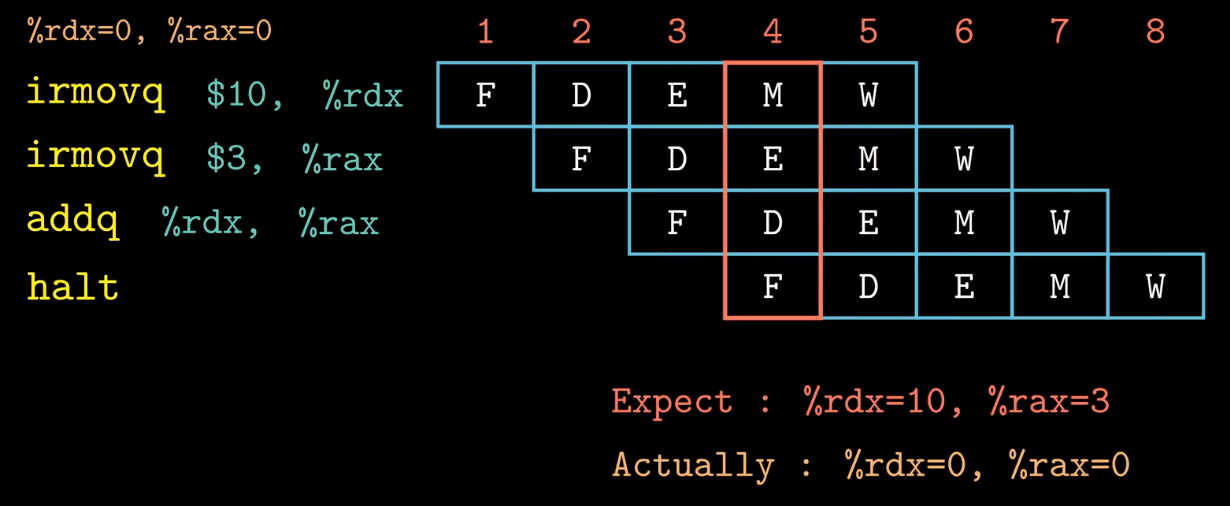 %rdx=0, %rax=0 1 2 3 4 5 6 7 8
irmovq $10, %rdx F D E M W
irmovq $3, %rax F D E M W
addq %rdx, %rax F D E M W
halt F D E M W
Expect : %rdx=10, %rax=3
Actually : %rdx=0, %rax=0